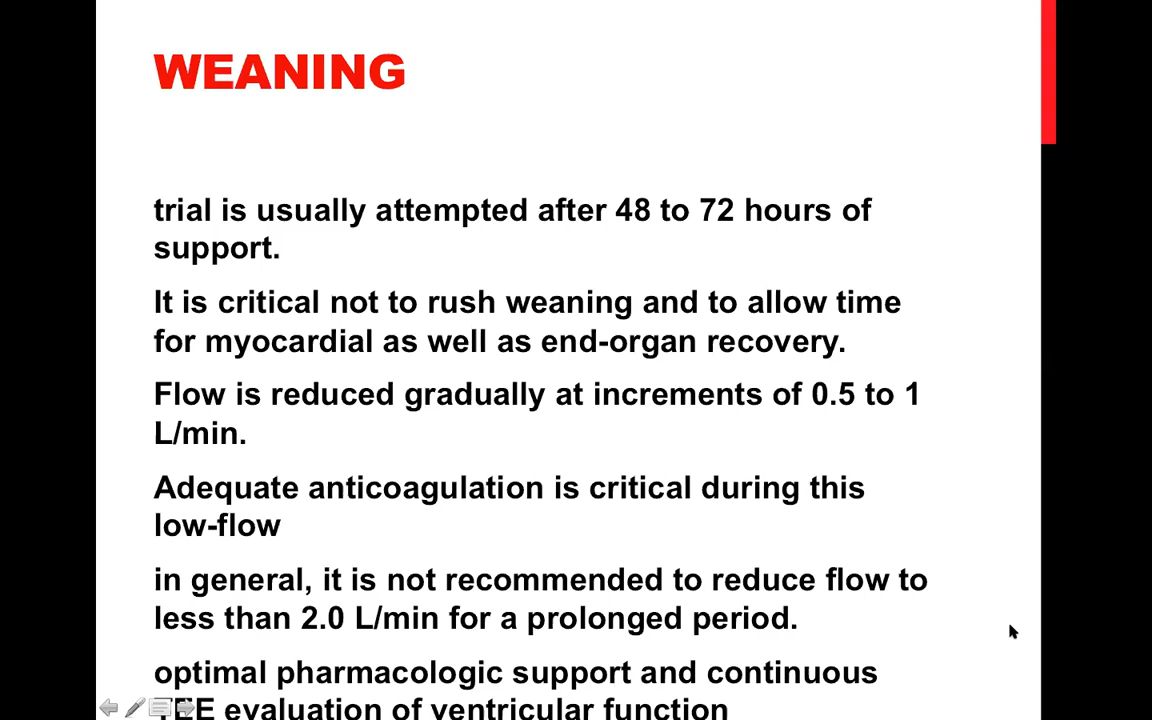 WEANING
trial is usually attempted after 48 to 72 hours of
support.
It is critical not to rush weaning and to allow time
for myocardial as well as end-organ recovery.
Flow is reduced gradually at increments of 0.5 to 1
L/min.
Adequate anticoagulation is critical during this
low-flow
in general, it is not recommended to reduce flow to
less than 2.0 L/min for a prolonged period.
optimal pharmacologic support and continuous
TEE evaluation of ventricular function